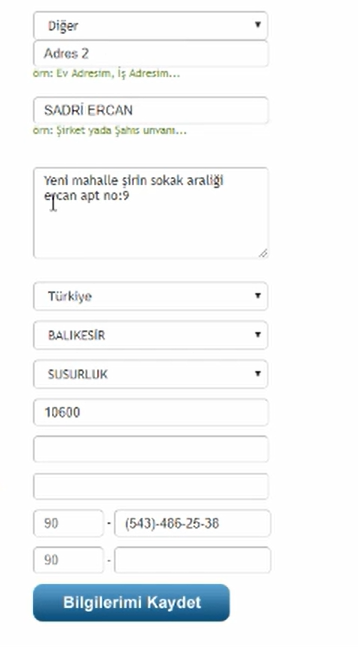 Diğer
Adres 2
örn: Ev Adresim, İş Adresim...
SADRİ ERCAN
örn: Şirket yada Şahıs unvanı...
Yeni mahalle şirin sokak araliği
ercan apt no:9
Türkiye
BALIKESİR
SUSURLUK
10600
90 - (543)-486-25-38
90 -
Bilgilerimi Kaydet